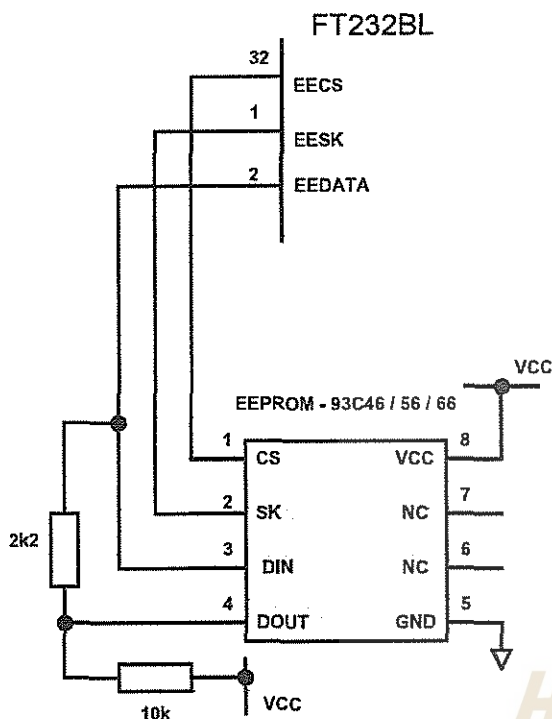 FT232BL
32
EECS
1
EESK
2
EEDATA
VCC
EEPROM - 93C46 / 56 / 66
1 CS VCC 8
2 SK NC 7
3 DIN NC 6
4 DOUT GND 5
2k2
10k
VCC
H